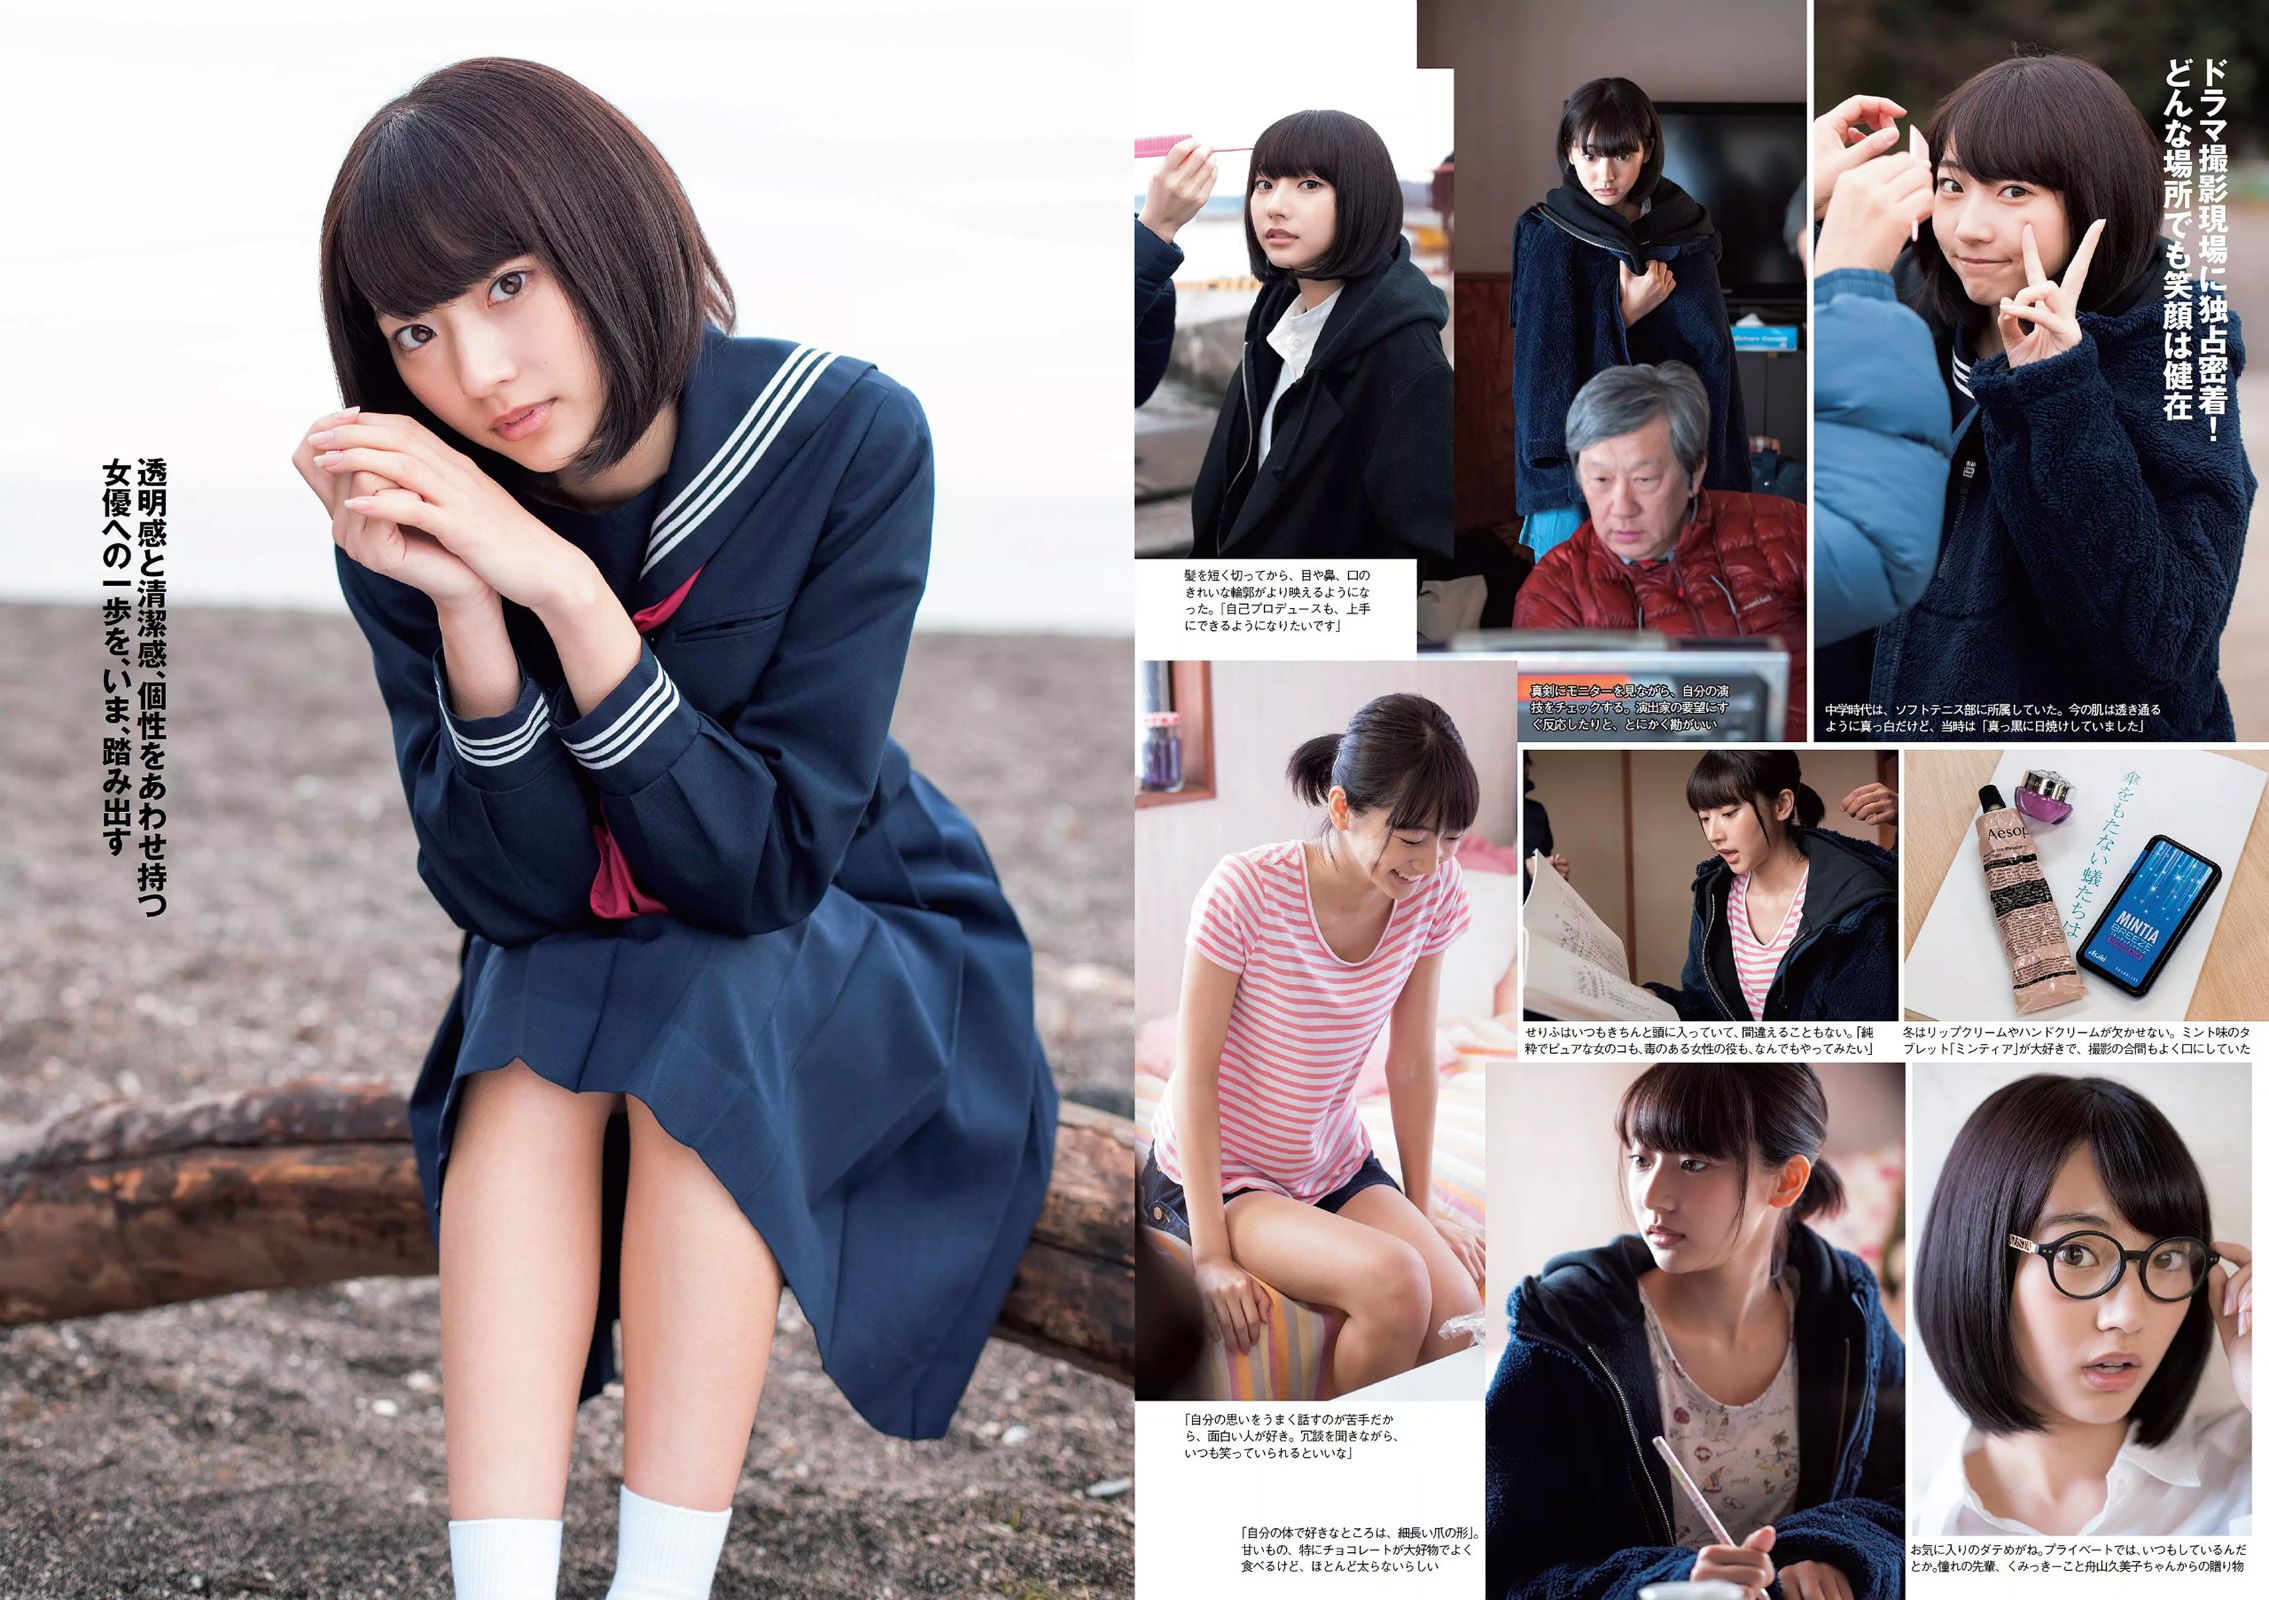 ドラマ撮影現場に独占密着！
どんな場所でも笑顔は健在
透明感と清潔感、個性をあわせ持つ
女優への一歩を、いま、踏み出す
髪を短く切ってから、目や鼻、口の
きれいな輪郭がより映えるようにな
った。「自己プロデュースも、上手
にできるようになりたいです」
真剣にモニターを見ながら、自分の演
技をチェックする。演出家の要望にす
ぐ反応したりと、とにかく勘がいい
中学時代は、ソフトテニス部に所属していた。今の肌は透き通る
ように真っ白だけど、当時は「真っ黒に日焼けしていました」
せりふはいつもきちんと頭に入っていて、間違えることもない。「純
粋でピュアな女のコも、毒のある女性の役も、なんでもやってみたい」
傘をもたない蟻たちは
Aesop
MINTIA
BREEZE
Asahi
冬はリップクリームやハンドクリームが欠かせない。ミント味のタ
ブレット「ミンティア」が大好きで、撮影の合間もよく口にしていた
「自分の思いをうまく話すのが苦手だか
ら、面白い人が好き。冗談を聞きながら、
いつも笑っていられるといいな」
「自分の体で好きなところは、細長い爪の形」。
甘いもの、特にチョコレートが大好物でよく
食べるけど、ほとんど太らないらしい
お気に入りのダテめがね。プライベートでは、いつもしているんだ
とか。憧れの先輩、くみっきーこと舟山久美子ちゃんからの贈り物